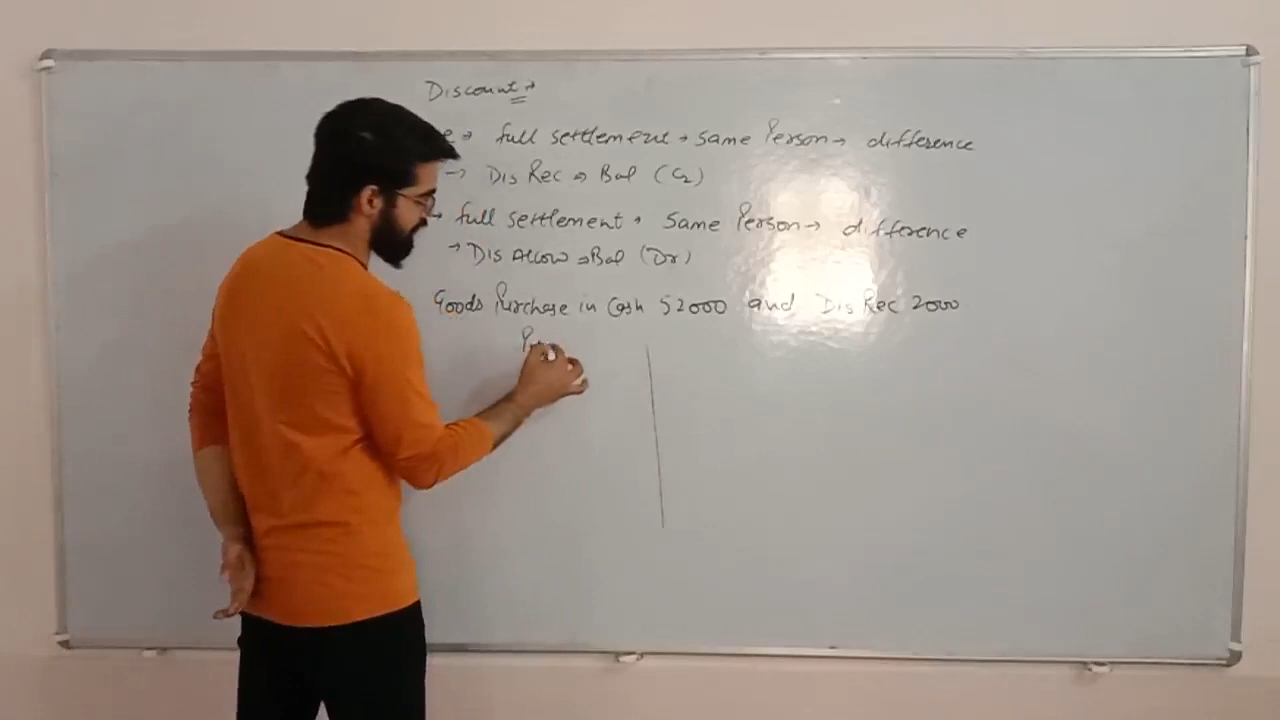 Discount →
e → full settlement → same Person → difference
→ Dis Rec ⇒ Bal (Cr)
→ full settlement → Same Person → difference
→ Dis Allow ⇒ Bal (Dr)
Goods Purchase in Cash 52000 and Dis Rec 2000